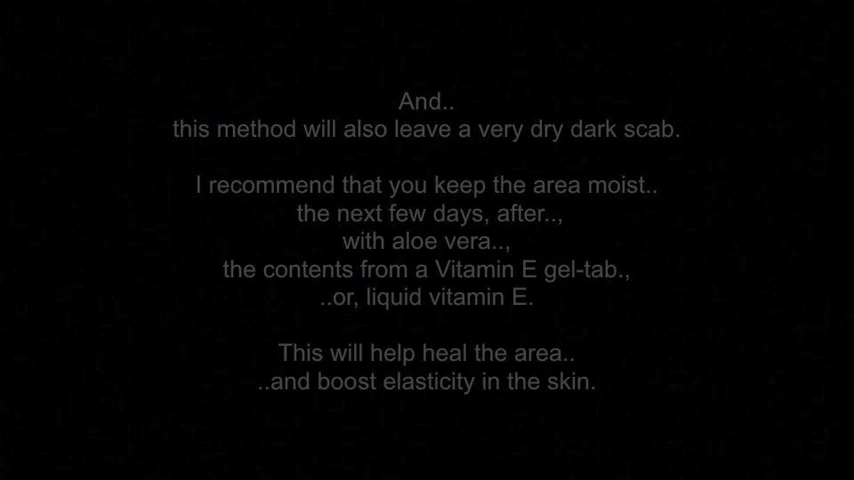 And..
this method will also leave a very dry dark scab.
I recommend that you keep the area moist..
the next few days, after..,
with aloe vera..,
the contents from a Vitamin E gel-tab.,
..or, liquid vitamin E.
This will help heal the area..
..and boost elasticity in the skin.